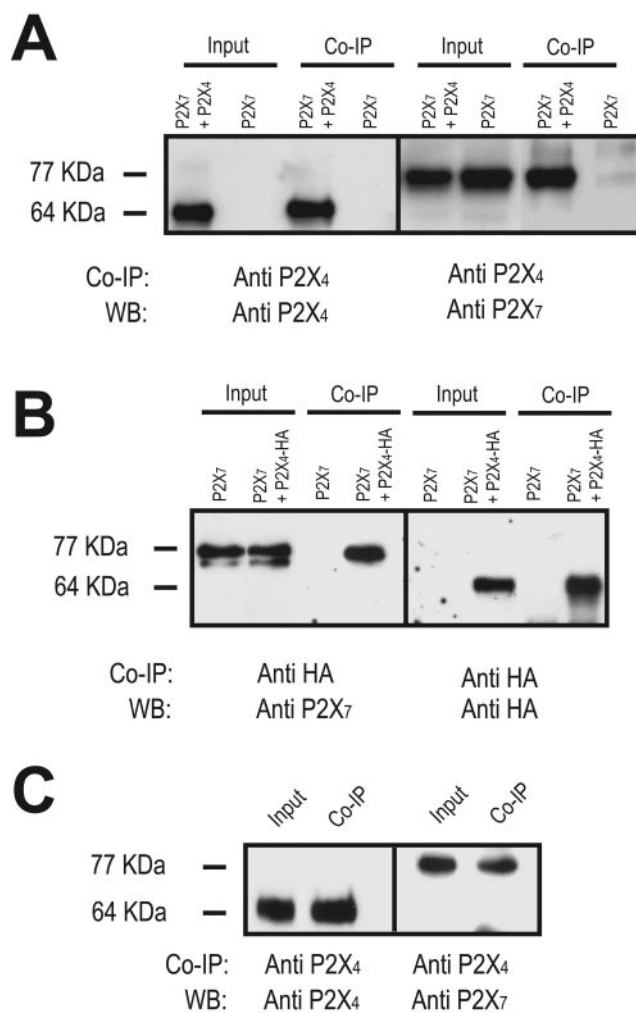 A
Input Co-IP Input Co-IP
P2X7 + P2X4 P2X7 P2X7 + P2X4 P2X7 P2X7 + P2X4 P2X7 P2X7 + P2X4 P2X7
77 KDa
64 KDa
Co-IP: Anti P2X4 Anti P2X4
WB: Anti P2X4 Anti P2X7
B
Input Co-IP Input Co-IP
P2X7 P2X7 + P2X4-HA P2X7 P2X7 + P2X4-HA P2X7 P2X7 + P2X4-HA P2X7 P2X7 + P2X4-HA
77 KDa
64 KDa
Co-IP: Anti HA Anti HA
WB: Anti P2X7 Anti HA
C
Input Co-IP Input Co-IP
77 KDa
64 KDa
Co-IP: Anti P2X4 Anti P2X4
WB: Anti P2X4 Anti P2X7